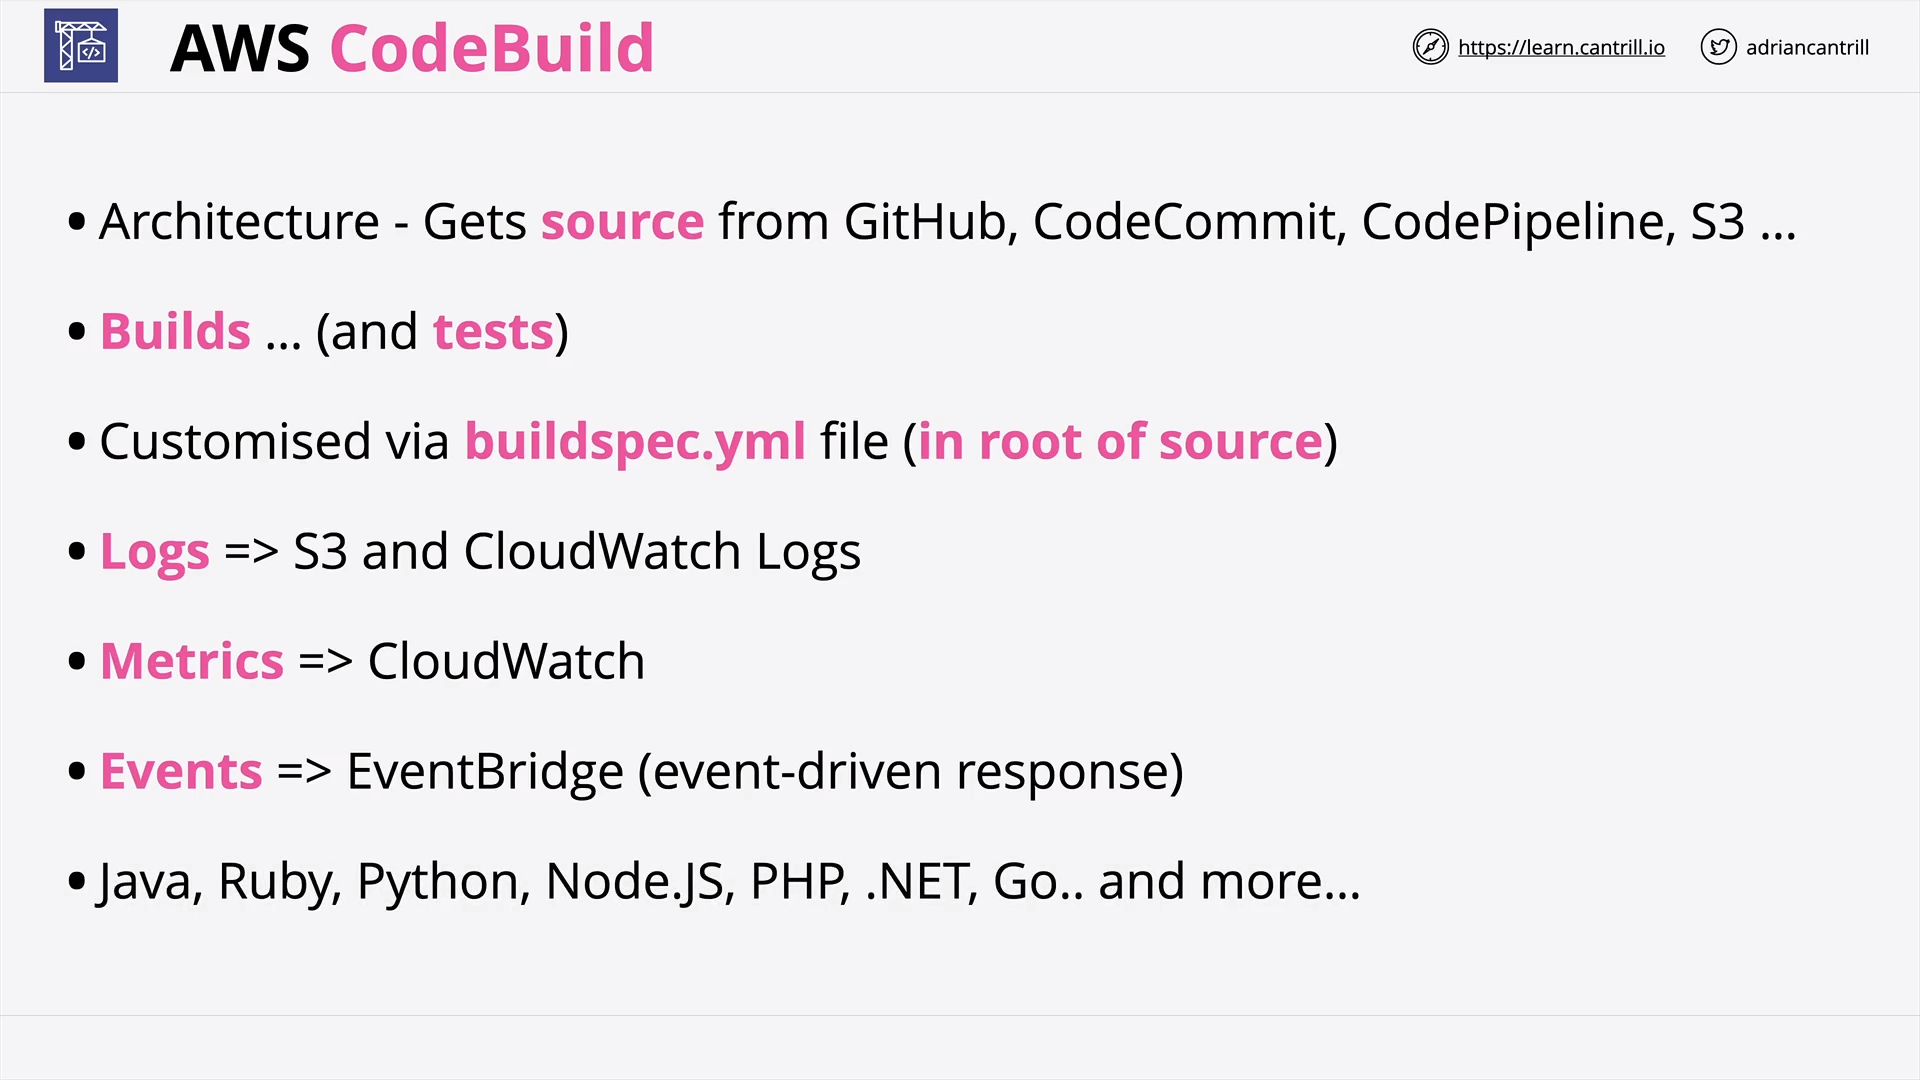 AWS CodeBuild
https://learn.cantrill.io
adriancantrill
• Architecture - Gets source from GitHub, CodeCommit, CodePipeline, S3 ...
• Builds ... (and tests)
• Customised via buildspec.yml file (in root of source)
• Logs => S3 and CloudWatch Logs
• Metrics => CloudWatch
• Events => EventBridge (event-driven response)
• Java, Ruby, Python, Node.JS, PHP, .NET, Go.. and more...